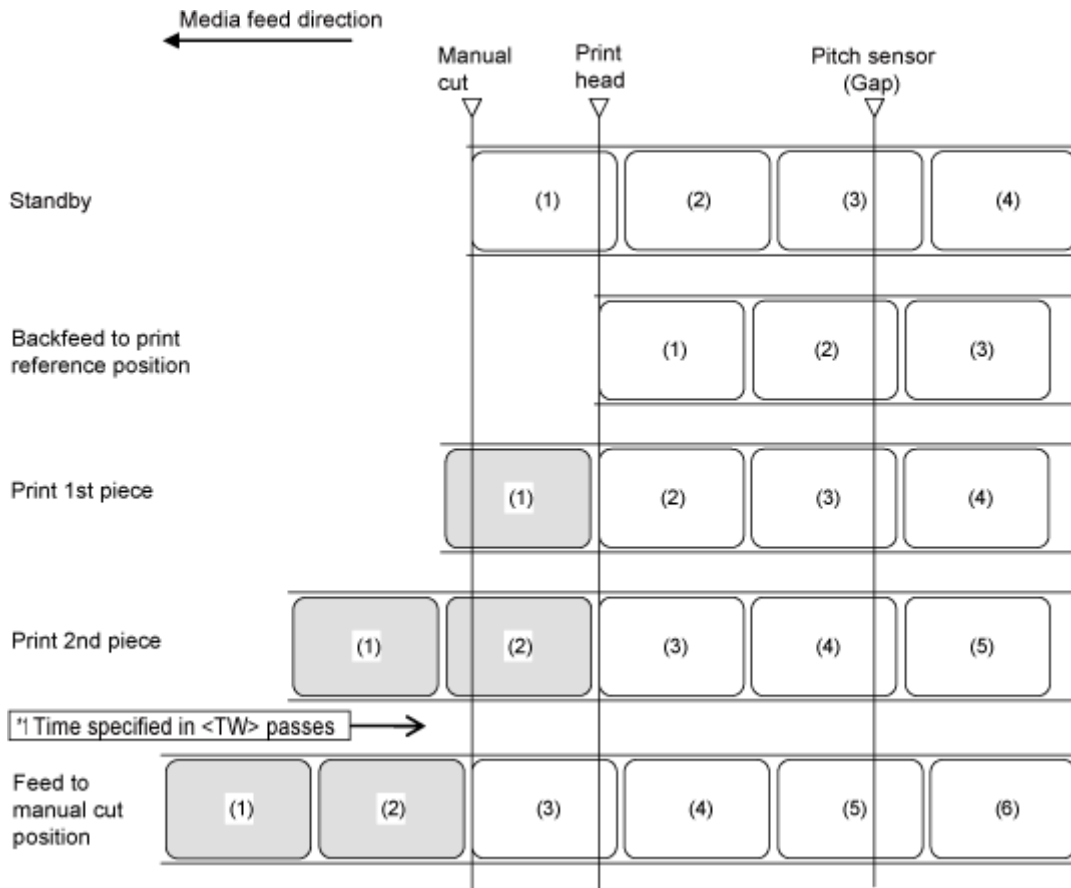 Media feed direction
Manual
cut
Print
head
Pitch sensor
(Gap)
Standby
(1)
(2)
(3)
(4)
Backfeed to print
reference position
(1)
(2)
(3)
Print 1st piece
(1)
(2)
(3)
(4)
Print 2nd piece
(1)
(2)
(3)
(4)
(5)
*1 Time specified in <TW> passes
Feed to
manual cut
position
(1)
(2)
(3)
(4)
(5)
(6)